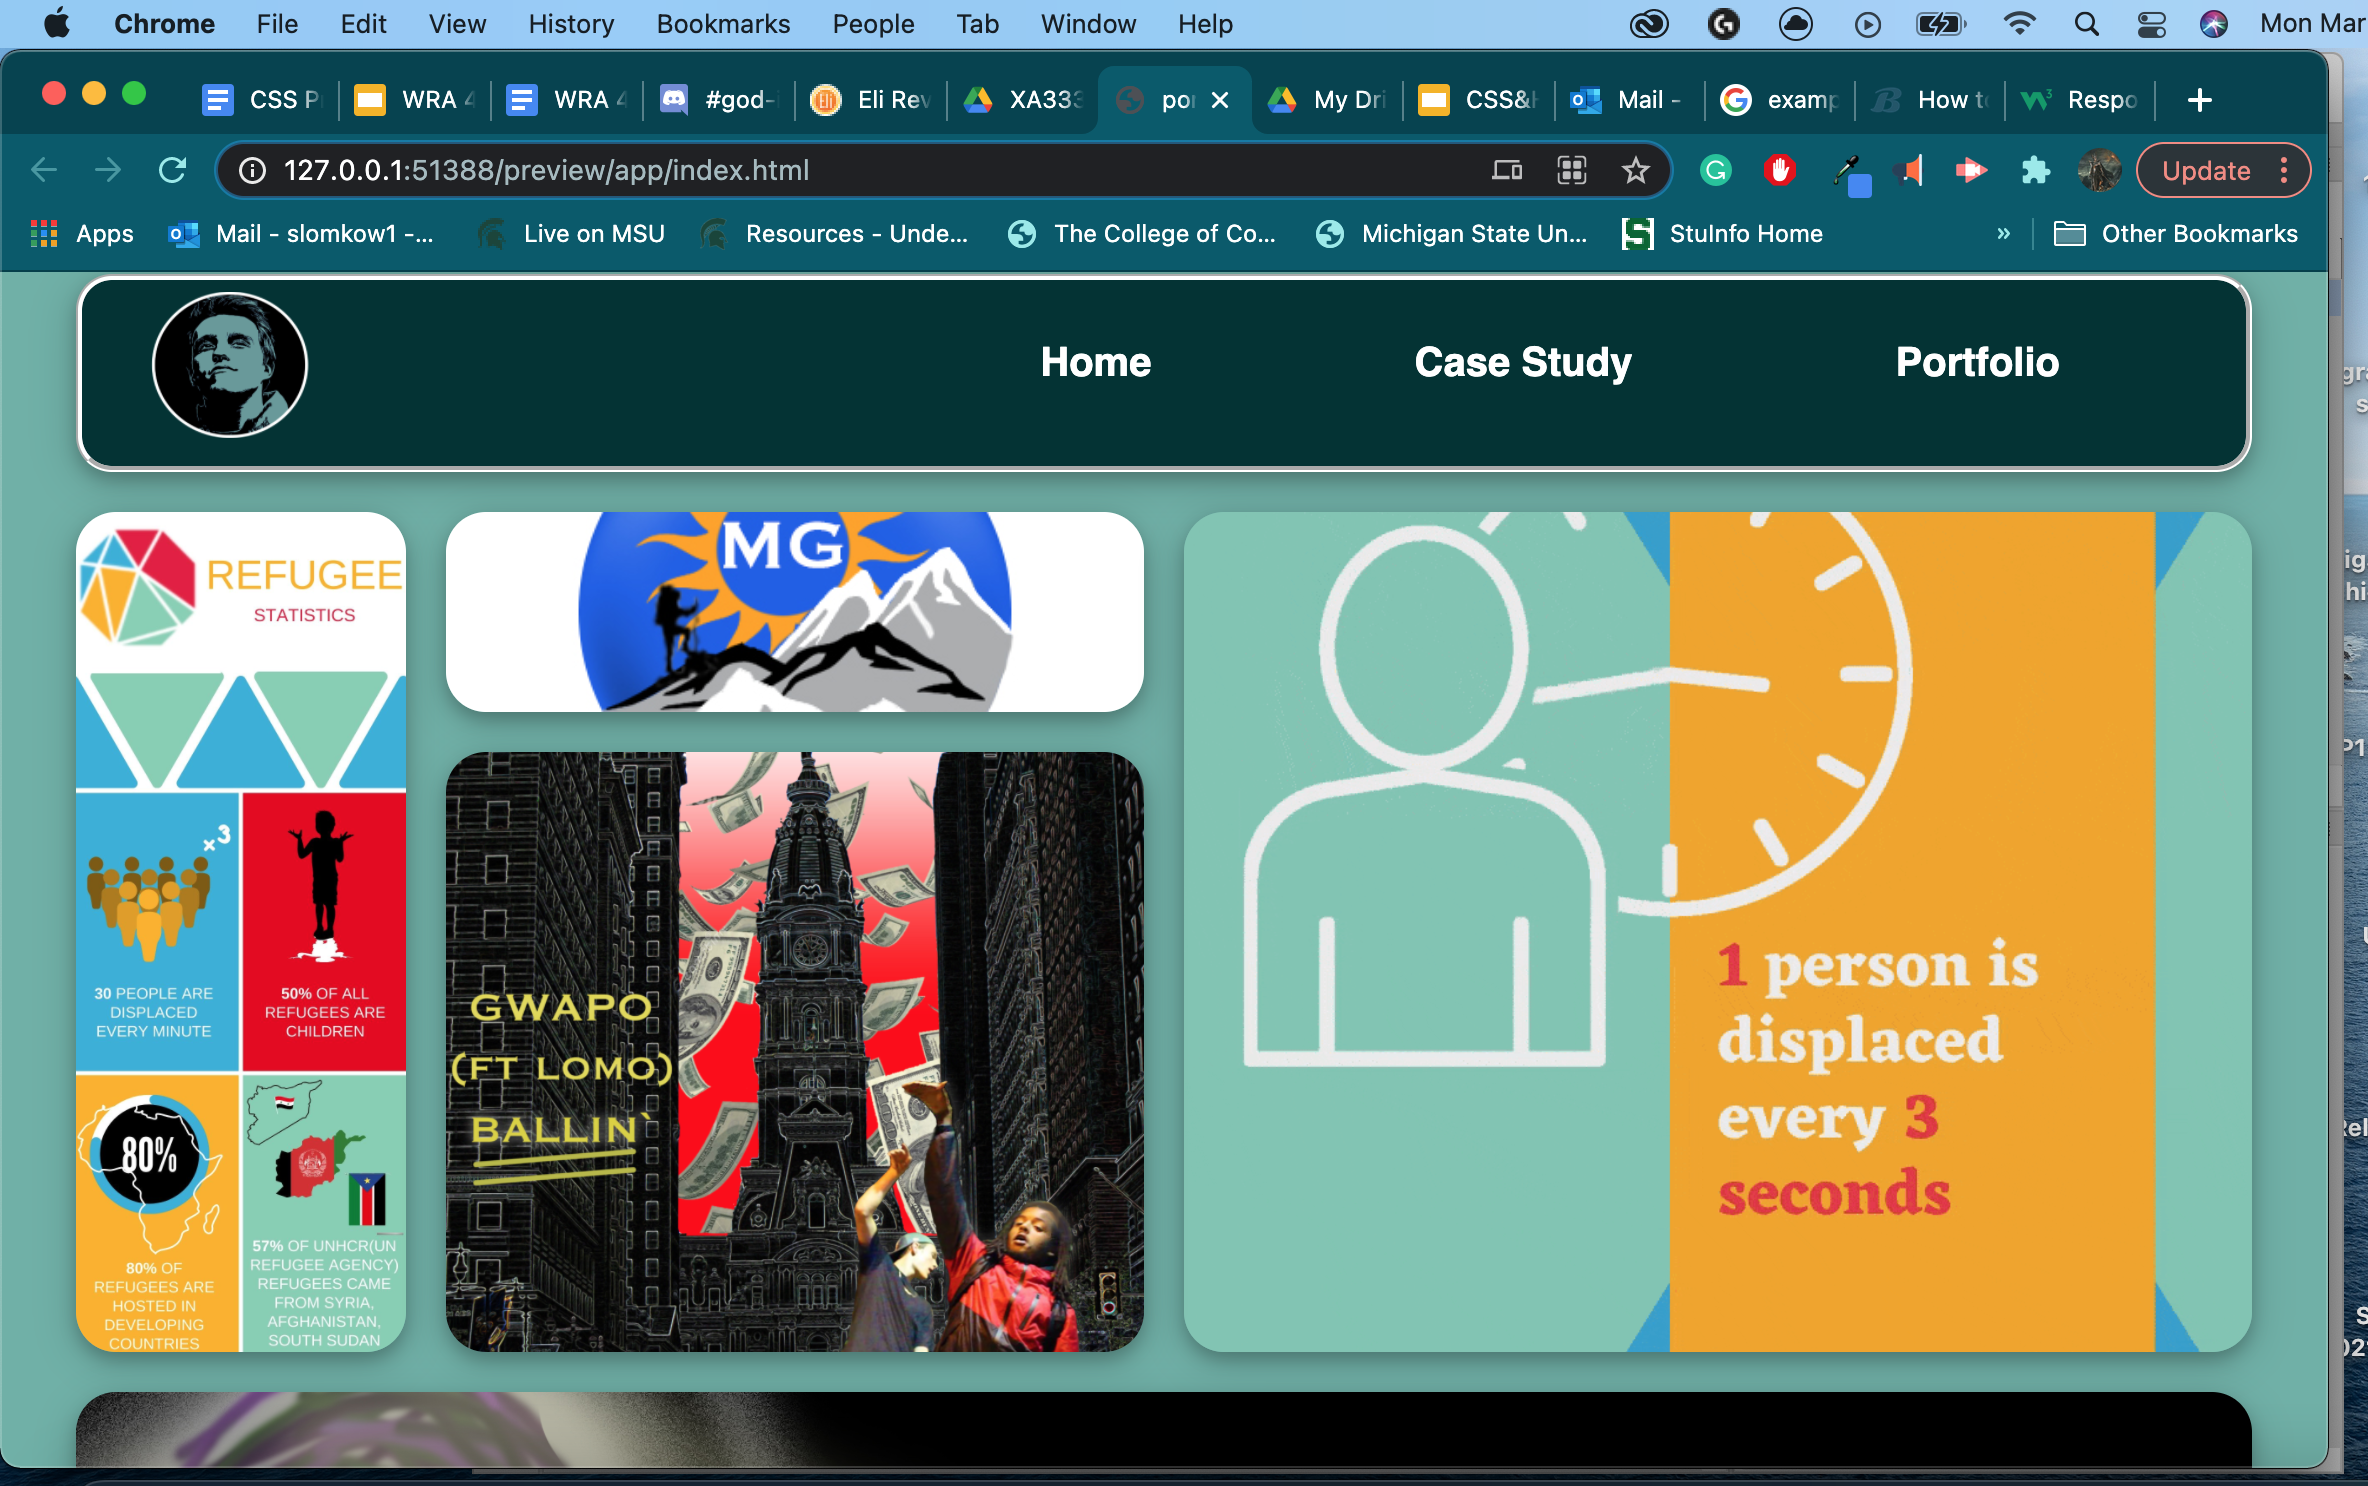 Chrome File Edit View History Bookmarks People Tab Window Help Mon Mar
CSS P WRA 4 WRA 4 #god- Eli Rev XA333 por My Dri CSS& Mail - examp How to Respo
127.0.0.1:51388/preview/app/index.html Update
Apps Mail - slomkow1 -... Live on MSU Resources - Unde... The College of Co... Michigan State Un... StuInfo Home » Other Bookmarks
Home Case Study Portfolio
REFUGEE
STATISTICS
x3
30 PEOPLE ARE
DISPLACED
EVERY MINUTE
50% OF ALL
REFUGEES ARE
CHILDREN
80%
80% OF
REFUGEES ARE
HOSTED IN
DEVELOPING
COUNTRIES
57% OF UNHCR(UN
REFUGEE AGENCY)
REFUGEES CAME
FROM SYRIA,
AFGHANISTAN,
SOUTH SUDAN
MG
GWAPO
(FT LOMO)
BALLIN`
1 person is
displaced
every 3
seconds